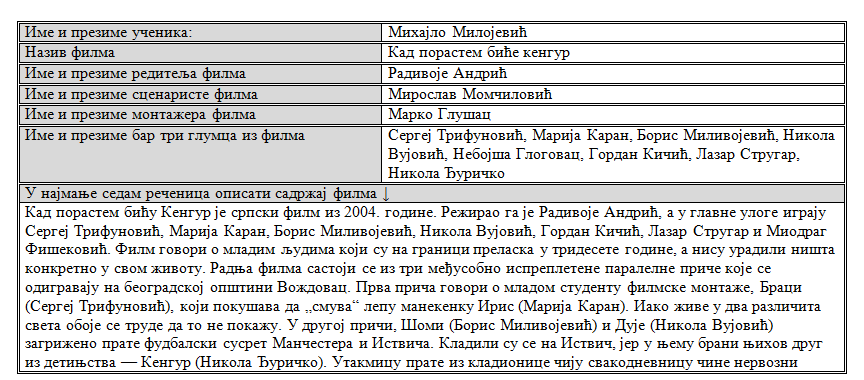 Име и презиме ученика: Михајло Милојевић
Назив филма Кад порастем биће кенгур
Име и презиме редитеља филма Радивоје Андрић
Име и презиме сценаристе филма Мирослав Момчиловић
Име и презиме монтажера филма Марко Глушац
Име и презиме бар три глумца из филма Сергеј Трифуновић, Марија Каран, Борис Миливојевић, Никола
Вујовић, Небојша Глоговац, Гордан Кичић, Лазар Стругар,
Никола Ђуричко
У најмање седам реченица описати садржај филма ↓
Кад порастем бићу Кенгур је српски филм из 2004. године. Режирао га је Радивоје Андрић, а у главне улоге играју
Сергеј Трифуновић, Марија Каран, Борис Миливојевић, Никола Вујовић, Гордан Кичић, Лазар Стругар и Миодраг
Фишековић. Филм говори о младим људима који су на граници преласка у тридесете године, а нису урадили ништа
конкретно у свом животу. Радња филма састоји се из три међусобно испреплетене паралелне приче које се
одигравају на београдској општини Вождовац. Прва прича говори о младом студенту филмске монтаже, Браци
(Сергеј Трифуновић), који покушава да „смува“ лепу манекенку Ирис (Марија Каран). Иако живе у два различита
света обоје се труде да то не покажу. У другој причи, Шоми (Борис Миливојевић) и Дује (Никола Вујовић)
загрижено прате фудбалски сусрет Манчестера и Иствича. Кладили су се на Иствич, јер у њему брани њихов друг
из детињства — Кенгур (Никола Ђуричко). Утакмицу прате из кладионице чију свакодневницу чине нервозни